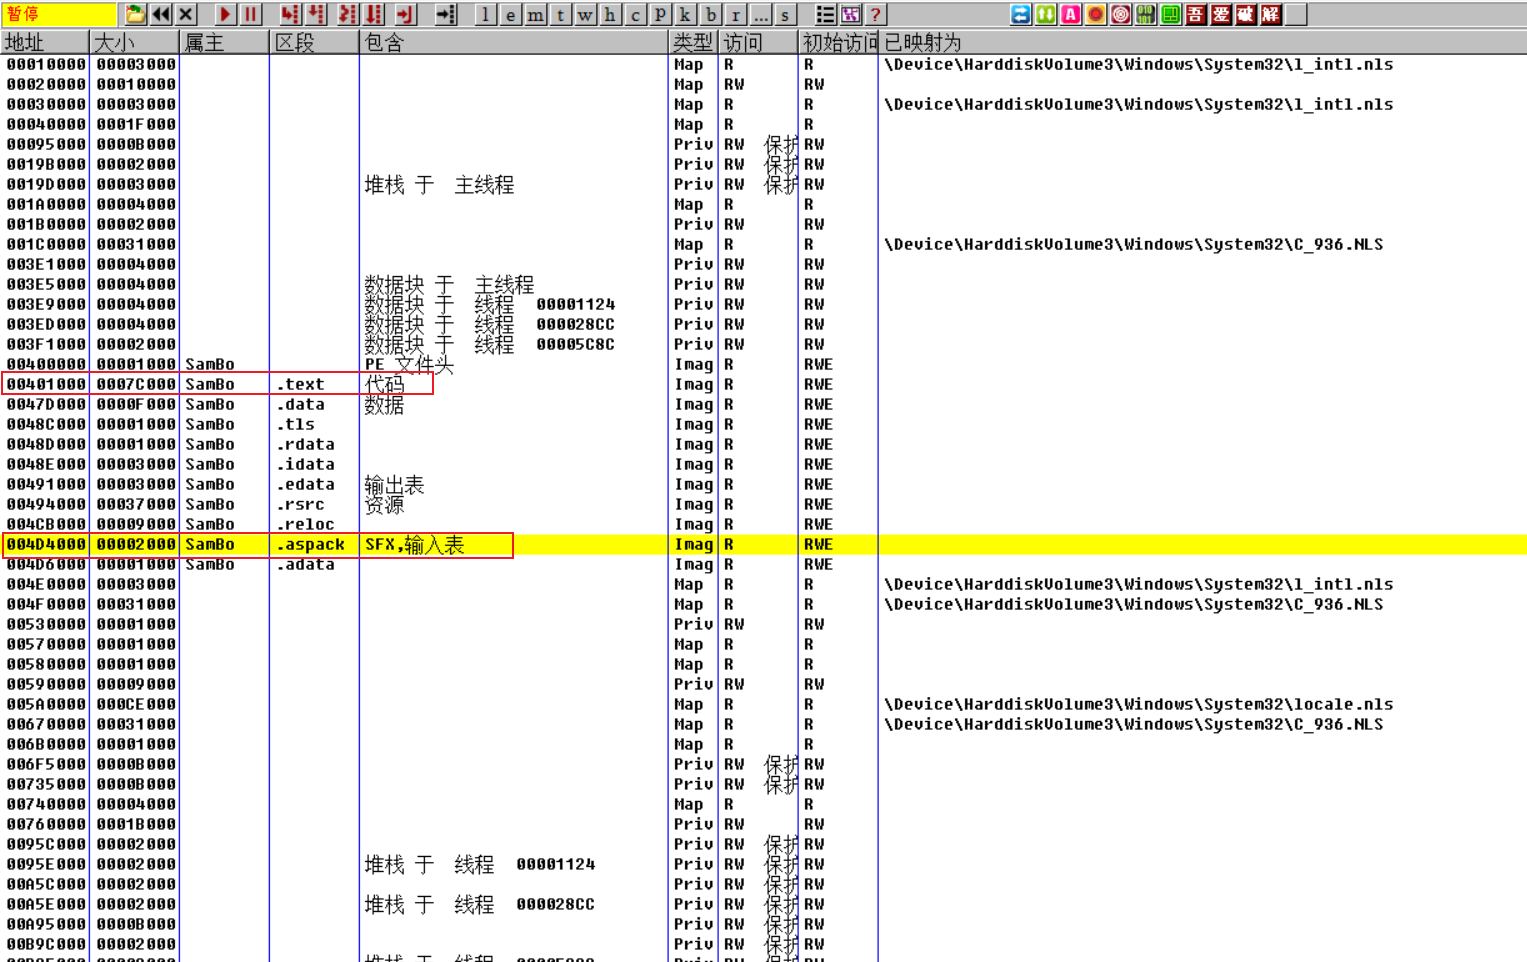 暂停 l e m t w h c p k b r ... s ? A 吾 爱 破 解
地址 大小 属主 区段 包含 类型 访问 初始访问 已映射为
00010000 00003000 Map R R \Device\HarddiskVolume3\Windows\System32\l_intl.nls
00020000 00010000 Map RW RW
00030000 00003000 Map R R \Device\HarddiskVolume3\Windows\System32\l_intl.nls
00040000 0001F000 Map R R
00095000 0000B000 Priv RW 保护 RW
0019B000 00002000 Priv RW 保护 RW
0019D000 00003000 堆栈 于 主线程 Priv RW 保护 RW
001A0000 00004000 Map R R
001B0000 00002000 Priv RW RW
001C0000 00031000 Map R R \Device\HarddiskVolume3\Windows\System32\C_936.NLS
003E1000 00004000 Priv RW RW
003E5000 00004000 数据块 于 主线程 Priv RW RW
003E9000 00004000 数据块 于 线程 00001124 Priv RW RW
003ED000 00004000 数据块 于 线程 000028CC Priv RW RW
003F1000 00002000 数据块 于 线程 00005C8C Priv RW RW
00400000 00001000 SamBo PE 文件头 Imag R RWE
00401000 0007C000 SamBo .text 代码 Imag R RWE
0047D000 0000F000 SamBo .data 数据 Imag R RWE
0048C000 00001000 SamBo .tls Imag R RWE
0048D000 00001000 SamBo .rdata Imag R RWE
0048E000 00003000 SamBo .idata Imag R RWE
00491000 00003000 SamBo .edata 输出表 Imag R RWE
00494000 00037000 SamBo .rsrc 资源 Imag R RWE
004CB000 00009000 SamBo .reloc Imag R RWE
004D4000 00002000 SamBo .aspack SFX,输入表 Imag R RWE
004D6000 00001000 SamBo .adata Imag R RWE
004E0000 00003000 Map R R \Device\HarddiskVolume3\Windows\System32\l_intl.nls
004F0000 00031000 Map R R \Device\HarddiskVolume3\Windows\System32\C_936.NLS
00530000 00001000 Priv RW RW
00570000 00001000 Map R R
00580000 00001000 Map R R
00590000 00009000 Priv RW RW
005A0000 000CE000 Map R R \Device\HarddiskVolume3\Windows\System32\locale.nls
00670000 00031000 Map R R \Device\HarddiskVolume3\Windows\System32\C_936.NLS
006B0000 00001000 Map R R
006F5000 0000B000 Priv RW 保护 RW
00735000 0000B000 Priv RW 保护 RW
00740000 00004000 Map R R
00760000 0001B000 Priv RW RW
0095C000 00002000 Priv RW 保护 RW
0095E000 00002000 堆栈 于 线程 00001124 Priv RW 保护 RW
00A5C000 00002000 Priv RW 保护 RW
00A5E000 00002000 堆栈 于 线程 000028CC Priv RW 保护 RW
00A95000 0000B000 Priv RW 保护 RW
00B9C000 00002000 Priv RW 保护 RW
堆栈 于 线程